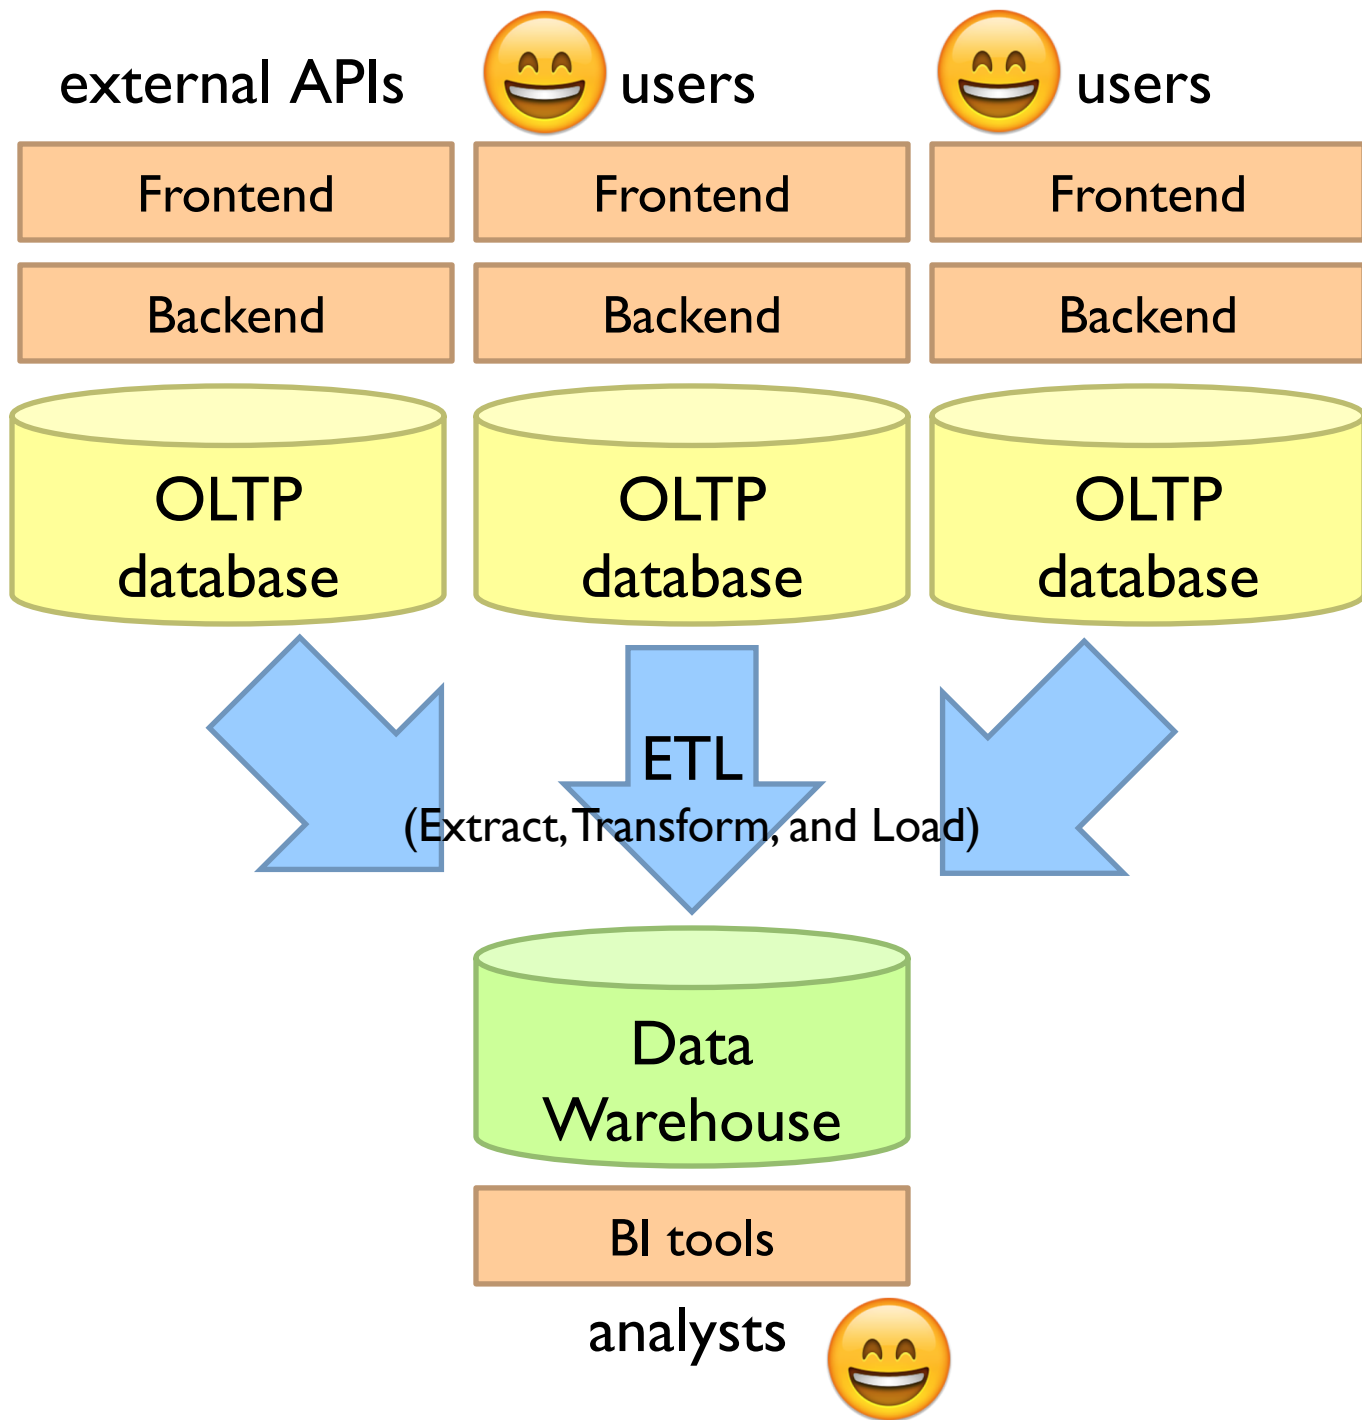 external APIs
users
users
Frontend
Frontend
Frontend
Backend
Backend
Backend
OLTP
database
OLTP
database
OLTP
database
ETL
(Extract, Transform, and Load)
Data
Warehouse
BI tools
analysts